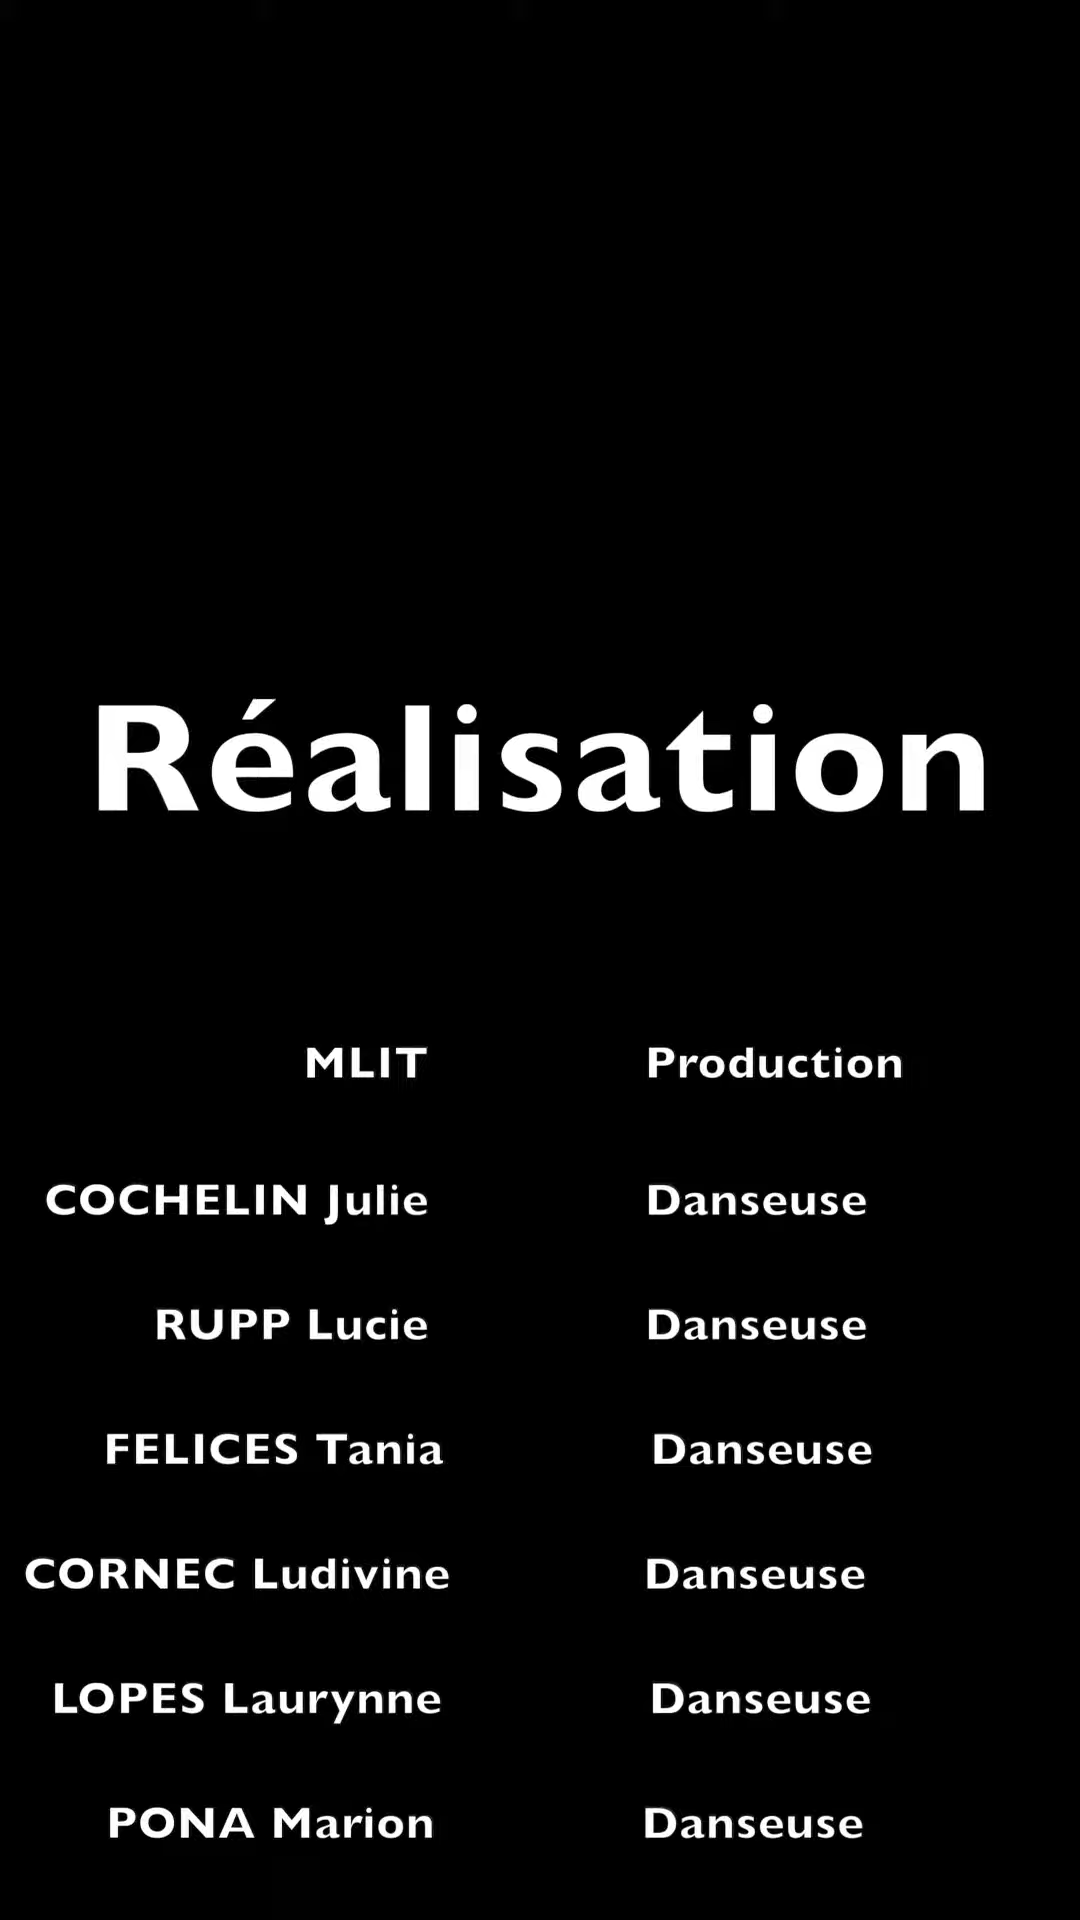 Réalisation
MLIT Production
COCHELIN Julie Danseuse
RUPP Lucie Danseuse
FELICES Tania Danseuse
CORNEC Ludivine Danseuse
LOPES Laurynne Danseuse
PONA Marion Danseuse